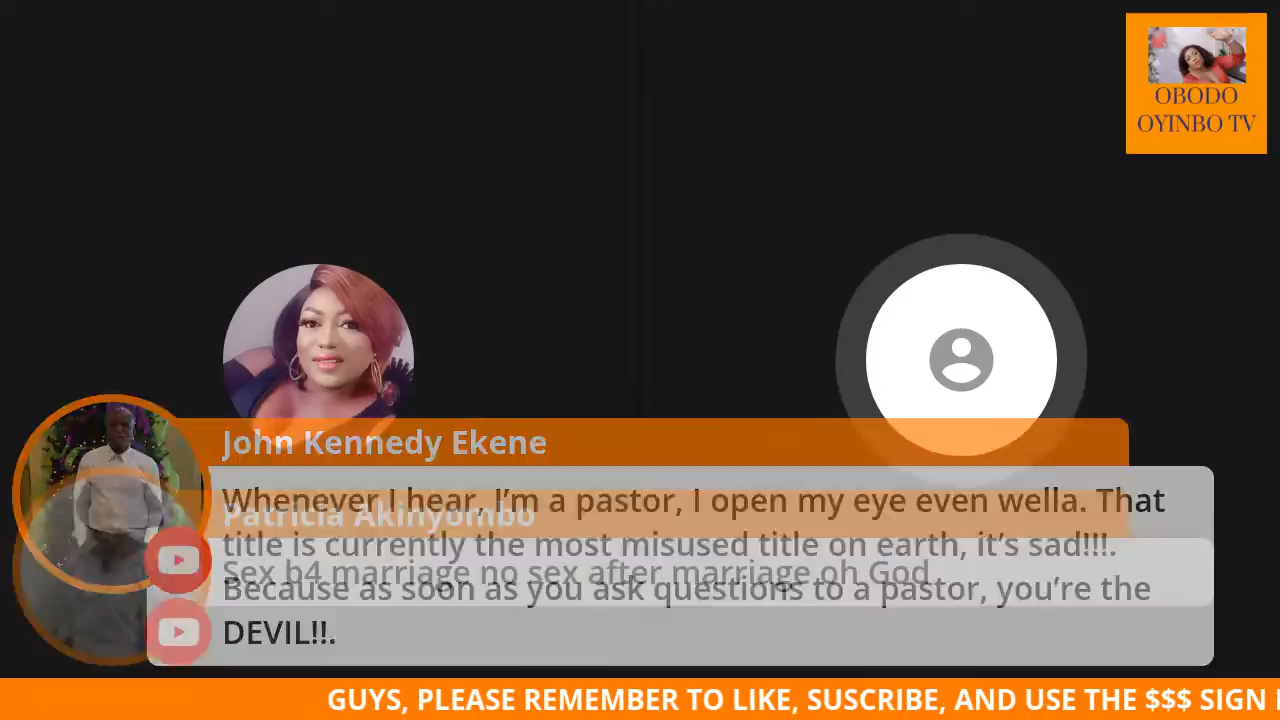 OBODO
OYINBO TV
John Kennedy Ekene
Whenever I hear, I’m a pastor, I open my eye even wella. That
title is currently the most misused title on earth, it’s sad!!!.
Because as soon as you ask questions to a pastor, you’re the
DEVIL!!.
Patricia Akinyombo
Sex b4 marriage no sex after marriage oh God
GUYS, PLEASE REMEMBER TO LIKE, SUSCRIBE, AND USE THE $$$ SIGN